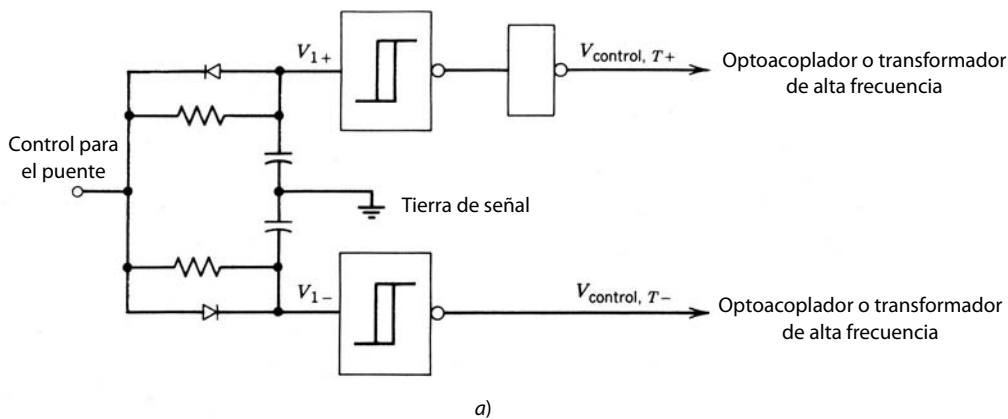 V1+
Vcontrol, T+
Optoacoplador o transformador
de alta frecuencia
Control para
el puente
Tierra de señal
V1−
Vcontrol, T−
Optoacoplador o transformador
de alta frecuencia
a)